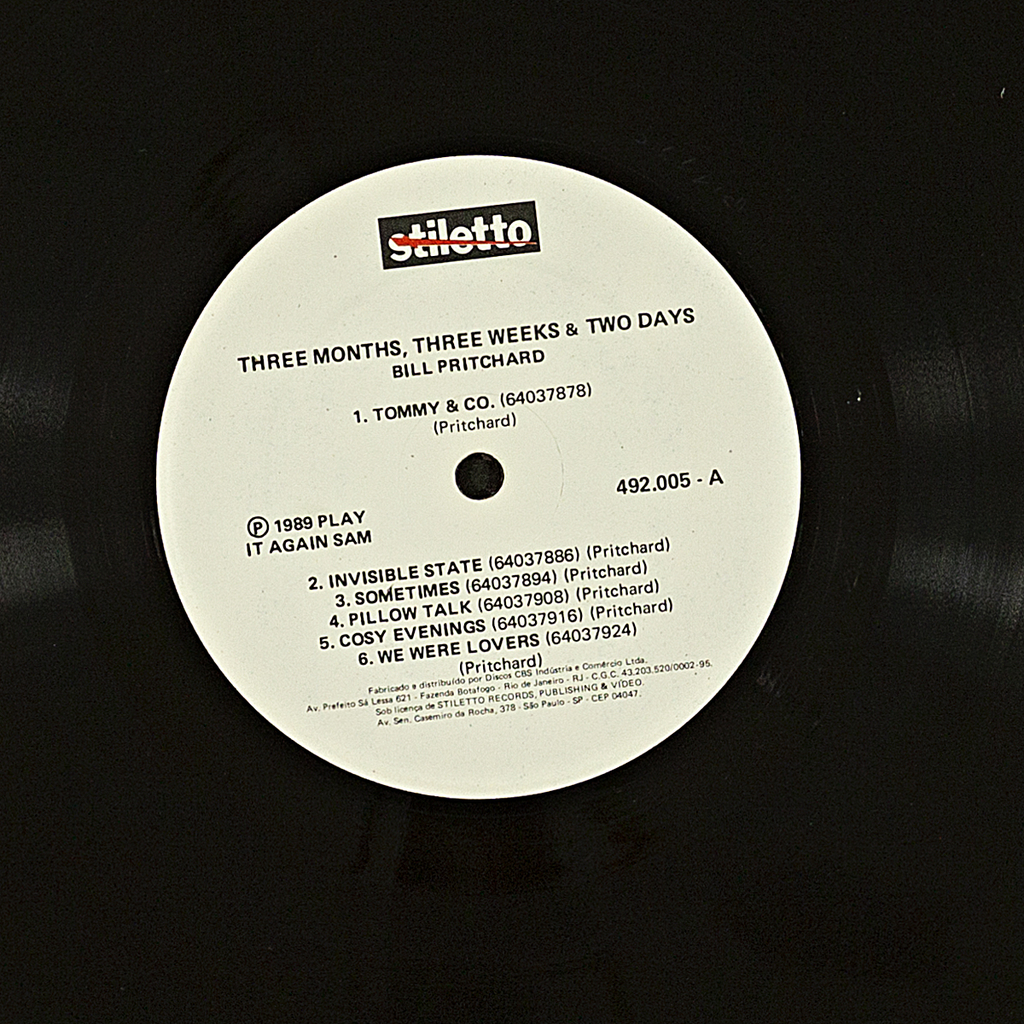 stiletto
THREE MONTHS, THREE WEEKS & TWO DAYS
BILL PRITCHARD
1. TOMMY & CO. (64037878)
(Pritchard)
492.005 - A
Ⓟ 1989 PLAY
IT AGAIN SAM
2. INVISIBLE STATE (64037886) (Pritchard)
3. SOMETIMES (64037894) (Pritchard)
4. PILLOW TALK (64037908) (Pritchard)
5. COSY EVENINGS (64037916) (Pritchard)
6. WE WERE LOVERS (64037924)
(Pritchard)
Fabricado e distribuído por Discos CBS Indústria e Comércio Ltda.
Av. Prefeito Sá Lessa 621 - Fazenda Botafogo - Rio de Janeiro - RJ - C.G.C. 43.203.520/0002-95.
Sob licença de STILETTO RECORDS, PUBLISHING & VÍDEO.
Av. Sen. Casemiro da Rocha, 378 - São Paulo - SP - CEP 04047.